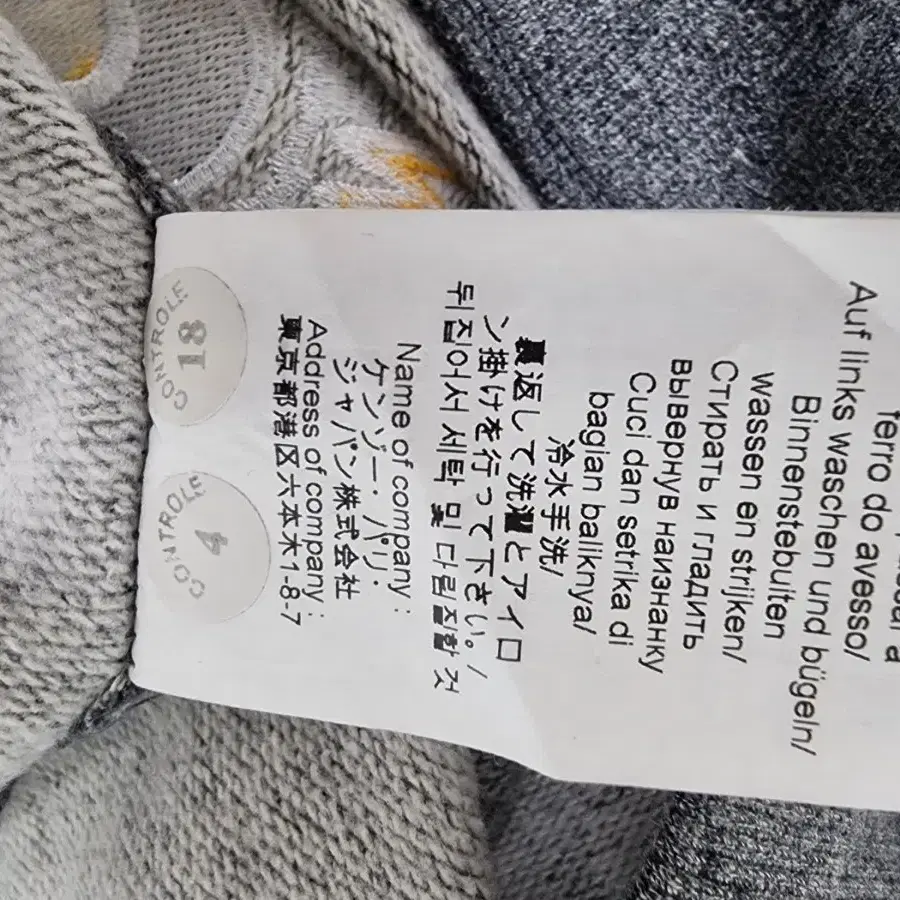 ferro do avesso/
Auf links waschen und bügeln/
Binnenstebuiten
wassen en strijken/
Стирать и гладить
вывернув наизнанку
Cuci dan setrika di
bagian baliknya/
冷水手洗/
裏返して洗濯とアイロ
ン掛けを行って下さい。/
뒤집어서 세탁 및 다림질할 것
Name of company :
ケンゾー・パリ・
ジャパン株式会社
Address of company :
東京都港区六本木1-8-7
CONTROLE
18
CONTROLE
4